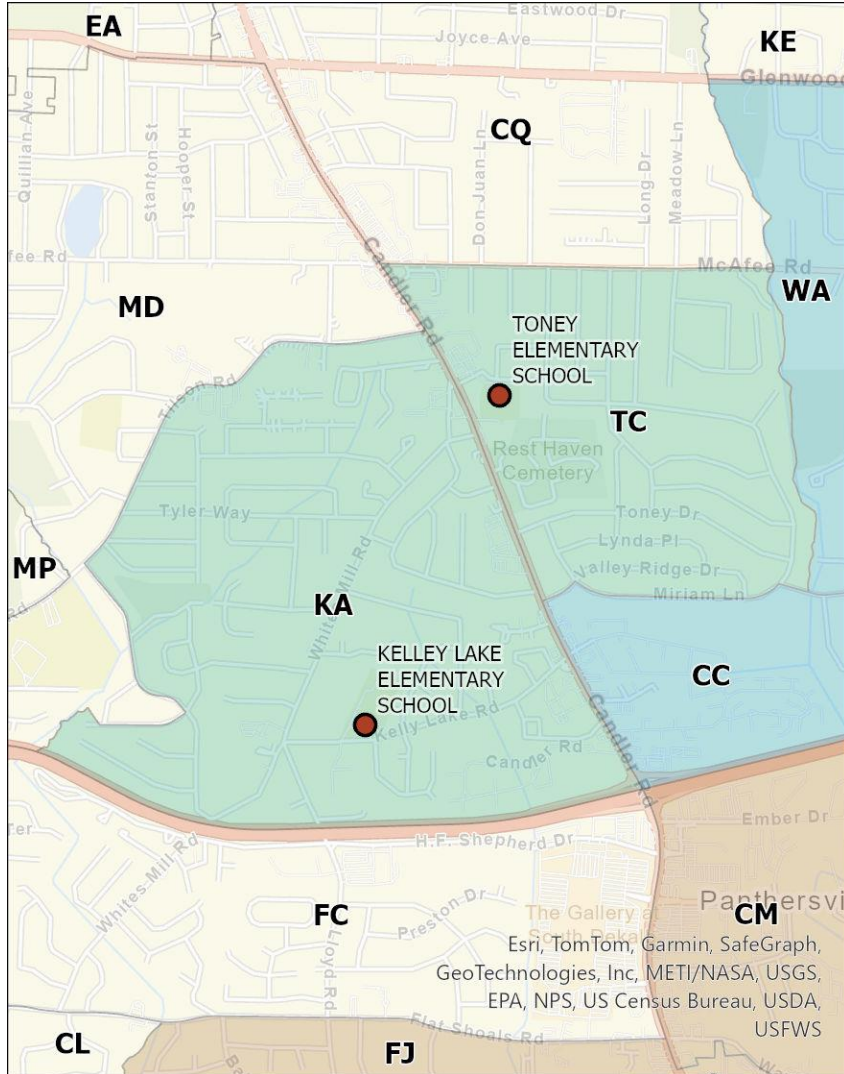 EA
Eastwood Dr
Joyce Ave
KE
Glenwood
Quillian Ave
Stanton St
Hooper St
CQ
Don Juan Ln
Long Dr
Meadow Ln
fee Rd
Candler Rd
McAfee Rd
MD
WA
TONEY
ELEMENTARY
SCHOOL
Tilson Rd
TC
Rest Haven
Cemetery
Tyler Way
Toney Dr
Lynda Pl
Valley Ridge Dr
Miriam Ln
MP
Rd
Whites Mill Rd
KA
KELLEY LAKE
ELEMENTARY
SCHOOL
CC
Kelly Lake Rd
Candler Rd
Candler Rd
Ember Dr
Ter
H.F. Shepherd Dr
Whites Mill Rd
FC
Preston Dr
The Gallery at
South Dekalb
Panthersvi
CM
Lloyd Rd
Esri, TomTom, Garmin, SafeGraph,
GeoTechnologies, Inc, METI/NASA, USGS,
EPA, NPS, US Census Bureau, USDA,
USFWS
Flat Shoals Rd
CL
FJ